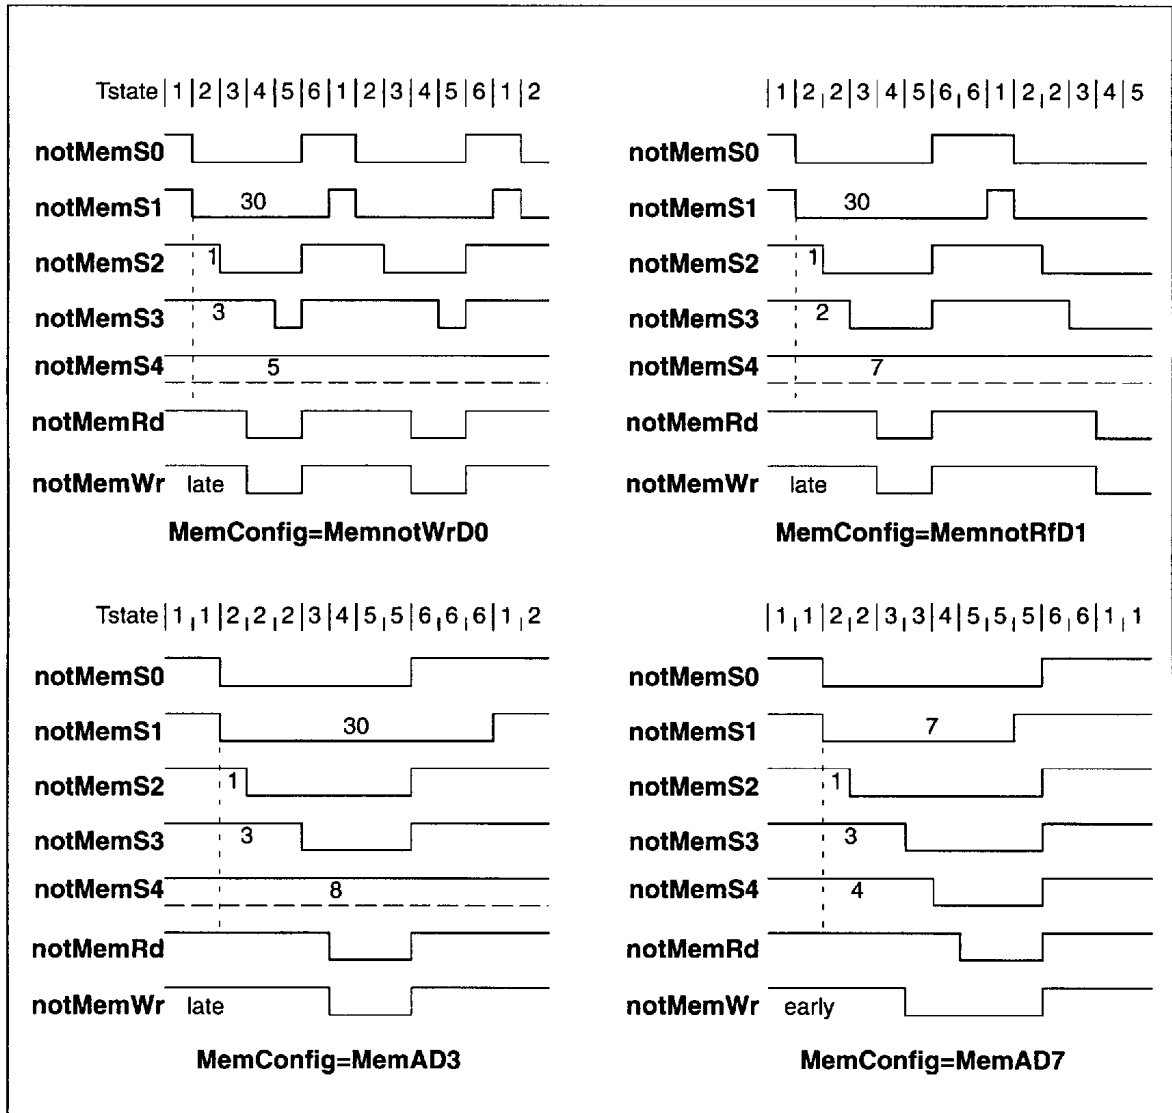 Tstate |1|2|3|4|5|6|1|2|3|4|5|6|1|2
notMemS0
notMemS1 30
notMemS2 1
notMemS3 3
notMemS4 5
notMemRd
notMemWr late
MemConfig=MemnotWrD0
|1|2|2|3|4|5|6|6|1|2|2|3|4|5
notMemS0
notMemS1 30
notMemS2 1
notMemS3 2
notMemS4 7
notMemRd
notMemWr late
MemConfig=MemnotRfD1
Tstate |1|1|2|2|2|3|4|5|5|6|6|6|1|2
notMemS0
notMemS1 30
notMemS2 1
notMemS3 3
notMemS4 8
notMemRd
notMemWr late
MemConfig=MemAD3
|1|1|2|2|3|3|4|5|5|5|6|6|1|1
notMemS0
notMemS1 7
notMemS2 1
notMemS3 3
notMemS4 4
notMemRd
notMemWr early
MemConfig=MemAD7